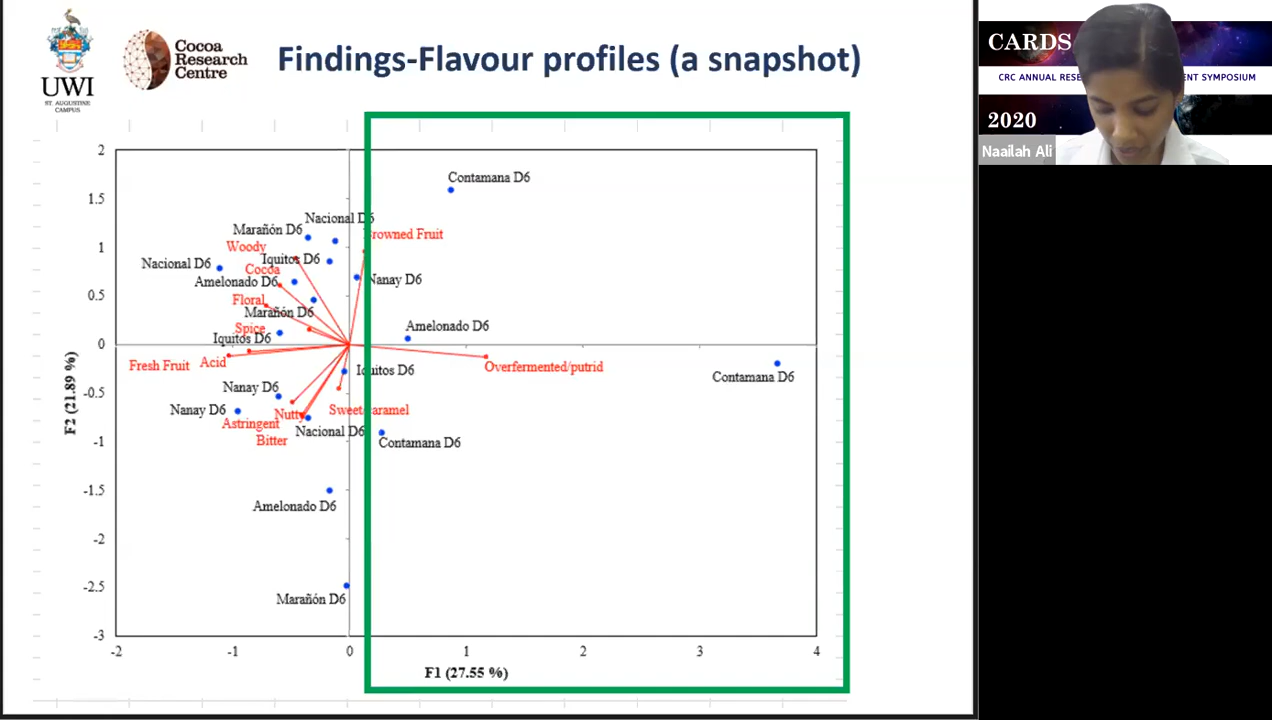 UWI
ST. AUGUSTINE
CAMPUS
Cocoa
Research
Centre
Findings-Flavour profiles (a snapshot)
CARDS
CRC ANNUAL
SYMPOSIUM
2020
Naailah Ali
2
1.5
1
0.5
0
-0.5
-1
-1.5
-2
-2.5
-3
F2 (21.89 %)
Contamana D6
Nacional D6
Marañón D6
Browned Fruit
Woody
Iquitos D6
Nacional D6
Cocoa
Amelonado D6
Nanay D6
Floral
Marañón D6
Spice
Amelonado D6
Iquitos D6
Fresh Fruit
Acid
Iquitos D6
Overfermented/putrid
Contamana D6
Nanay D6
Nanay D6
Nutty
Sweet caramel
Astringent
Nacional D6
Bitter
Contamana D6
Amelonado D6
Marañón D6
-2
-1
0
1
2
3
4
F1 (27.55 %)